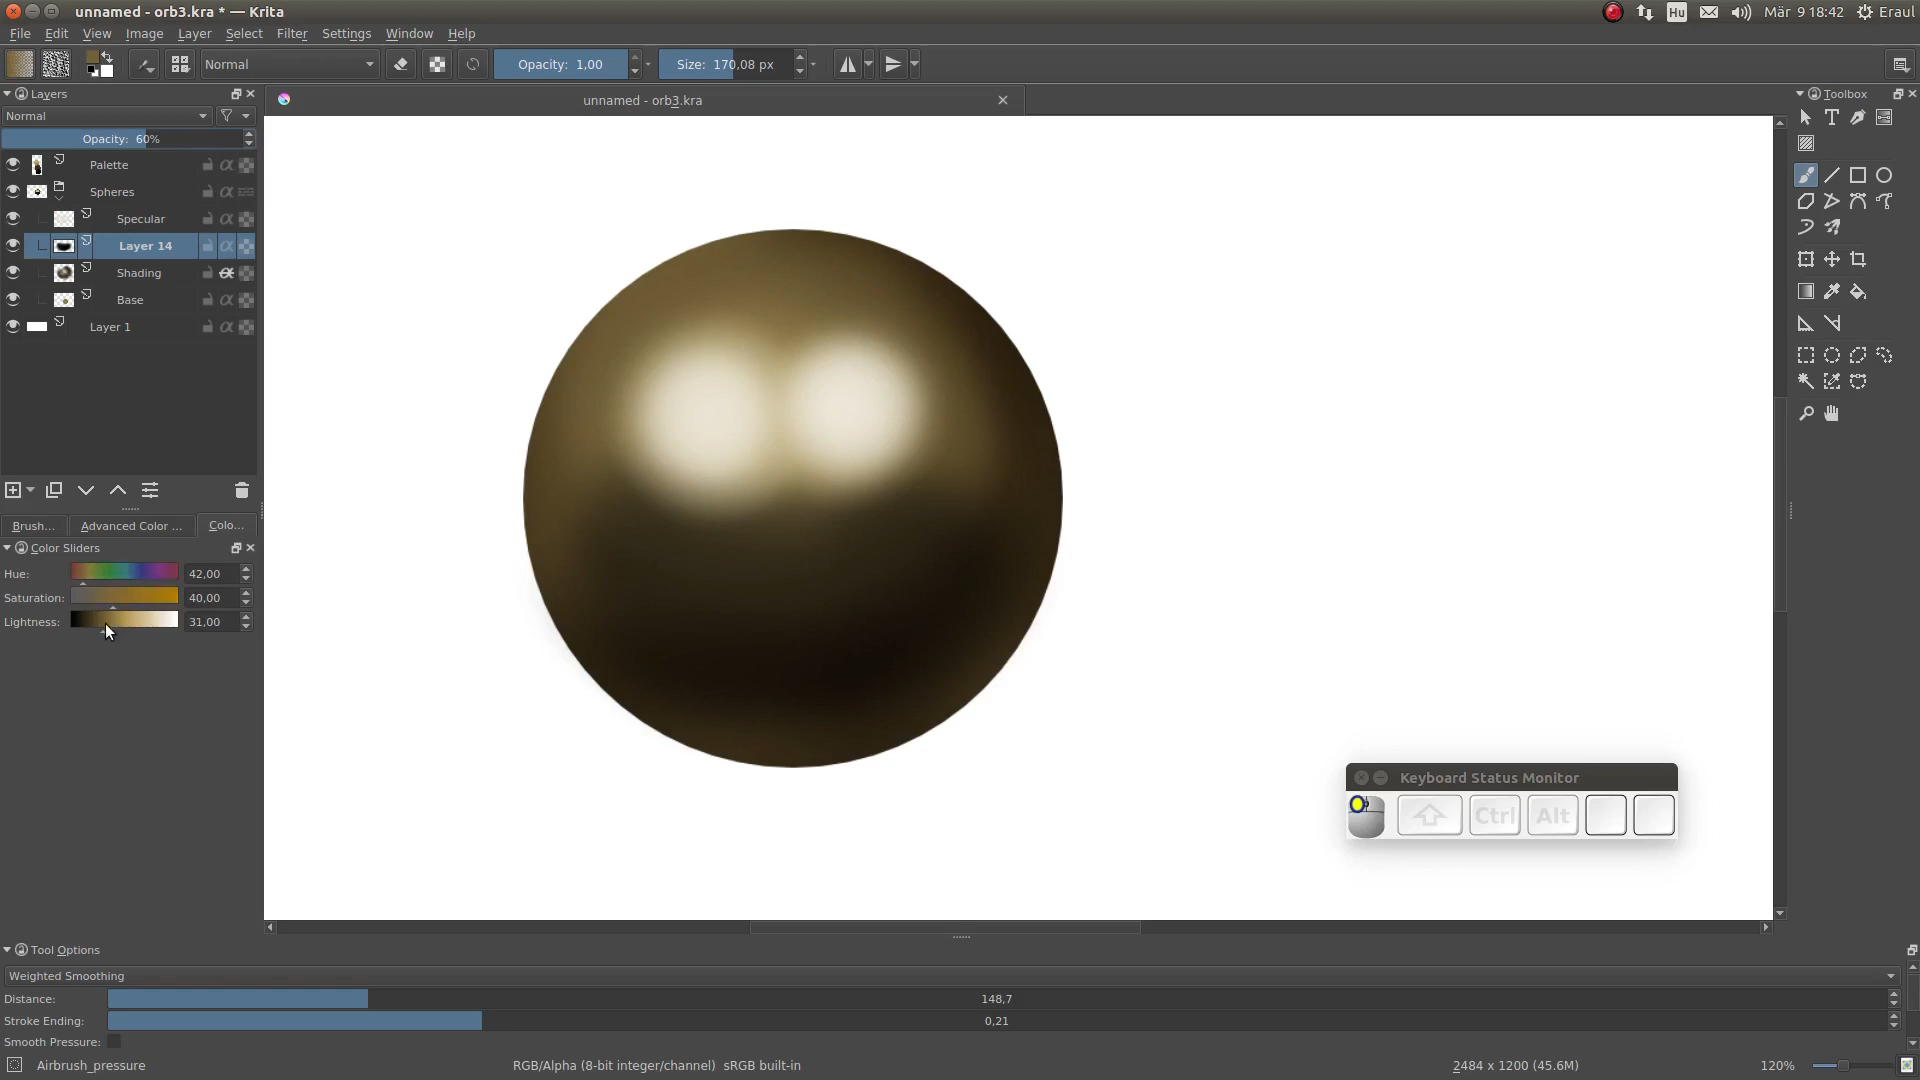 unnamed - orb3.kra * — Krita
Hu
Mär 9 18:42
Eraul
File Edit View Image Layer Select Filter Settings Window Help
Normal
Opacity: 1,00
Size: 170,08 px
Layers
unnamed - orb3.kra
Toolbox
Normal
Opacity: 60%
Palette
Spheres
Specular
Layer 14
Shading
Base
Layer 1
Brush...
Advanced Color ...
Colo...
Color Sliders
Hue: 42,00
Saturation: 40,00
Lightness: 31,00
Keyboard Status Monitor
Ctrl Alt
Tool Options
Weighted Smoothing
Distance: 148,7
Stroke Ending: 0,21
Smooth Pressure:
Airbrush_pressure
RGB/Alpha (8-bit integer/channel) sRGB built-in
2484 x 1200 (45.6M)
120%